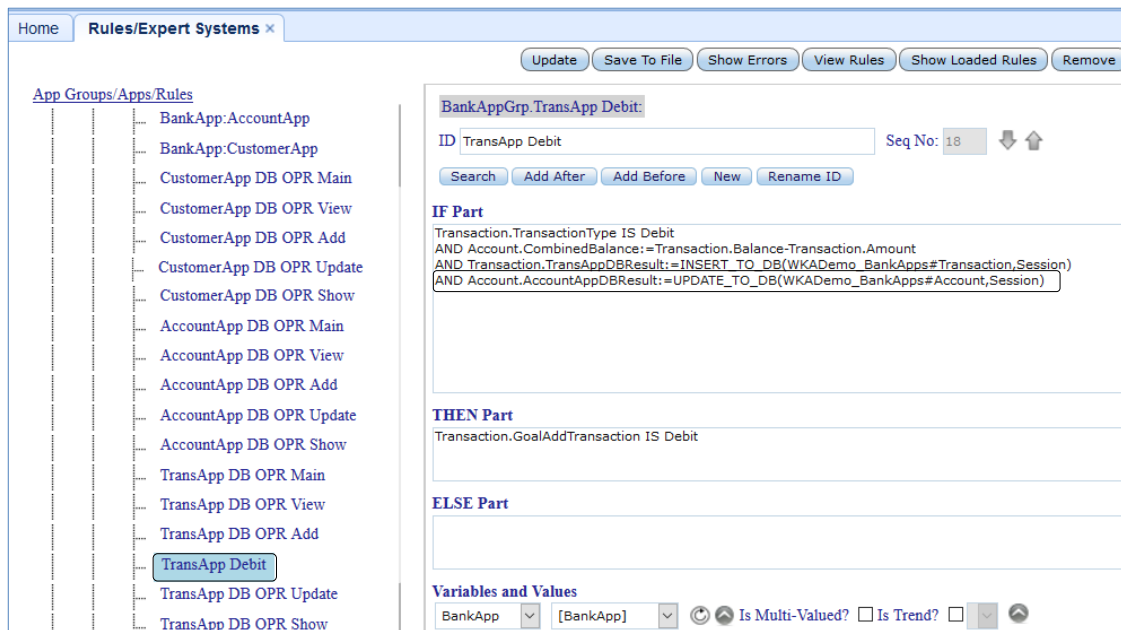 Home
Rules/Expert Systems ×
Update Save To File Show Errors View Rules Show Loaded Rules Remove
App Groups/Apps/Rules
BankApp:AccountApp
BankApp:CustomerApp
CustomerApp DB OPR Main
CustomerApp DB OPR View
CustomerApp DB OPR Add
CustomerApp DB OPR Update
CustomerApp DB OPR Show
AccountApp DB OPR Main
AccountApp DB OPR View
AccountApp DB OPR Add
AccountApp DB OPR Update
AccountApp DB OPR Show
TransApp DB OPR Main
TransApp DB OPR View
TransApp DB OPR Add
TransApp Debit
TransApp DB OPR Update
TransApp DB OPR Show
BankAppGrp.TransApp Debit:
ID TransApp Debit Seq No: 18
Search Add After Add Before New Rename ID
IF Part
Transaction.TransactionType IS Debit
AND Account.CombinedBalance:=Transaction.Balance-Transaction.Amount
AND Transaction.TransAppDBResult:=INSERT_TO_DB(WKADemo_BankApps#Transaction,Session)
AND Account.AccountAppDBResult:=UPDATE_TO_DB(WKADemo_BankApps#Account,Session)
THEN Part
Transaction.GoalAddTransaction IS Debit
ELSE Part
Variables and Values
BankApp [BankApp] Is Multi-Valued? Is Trend?